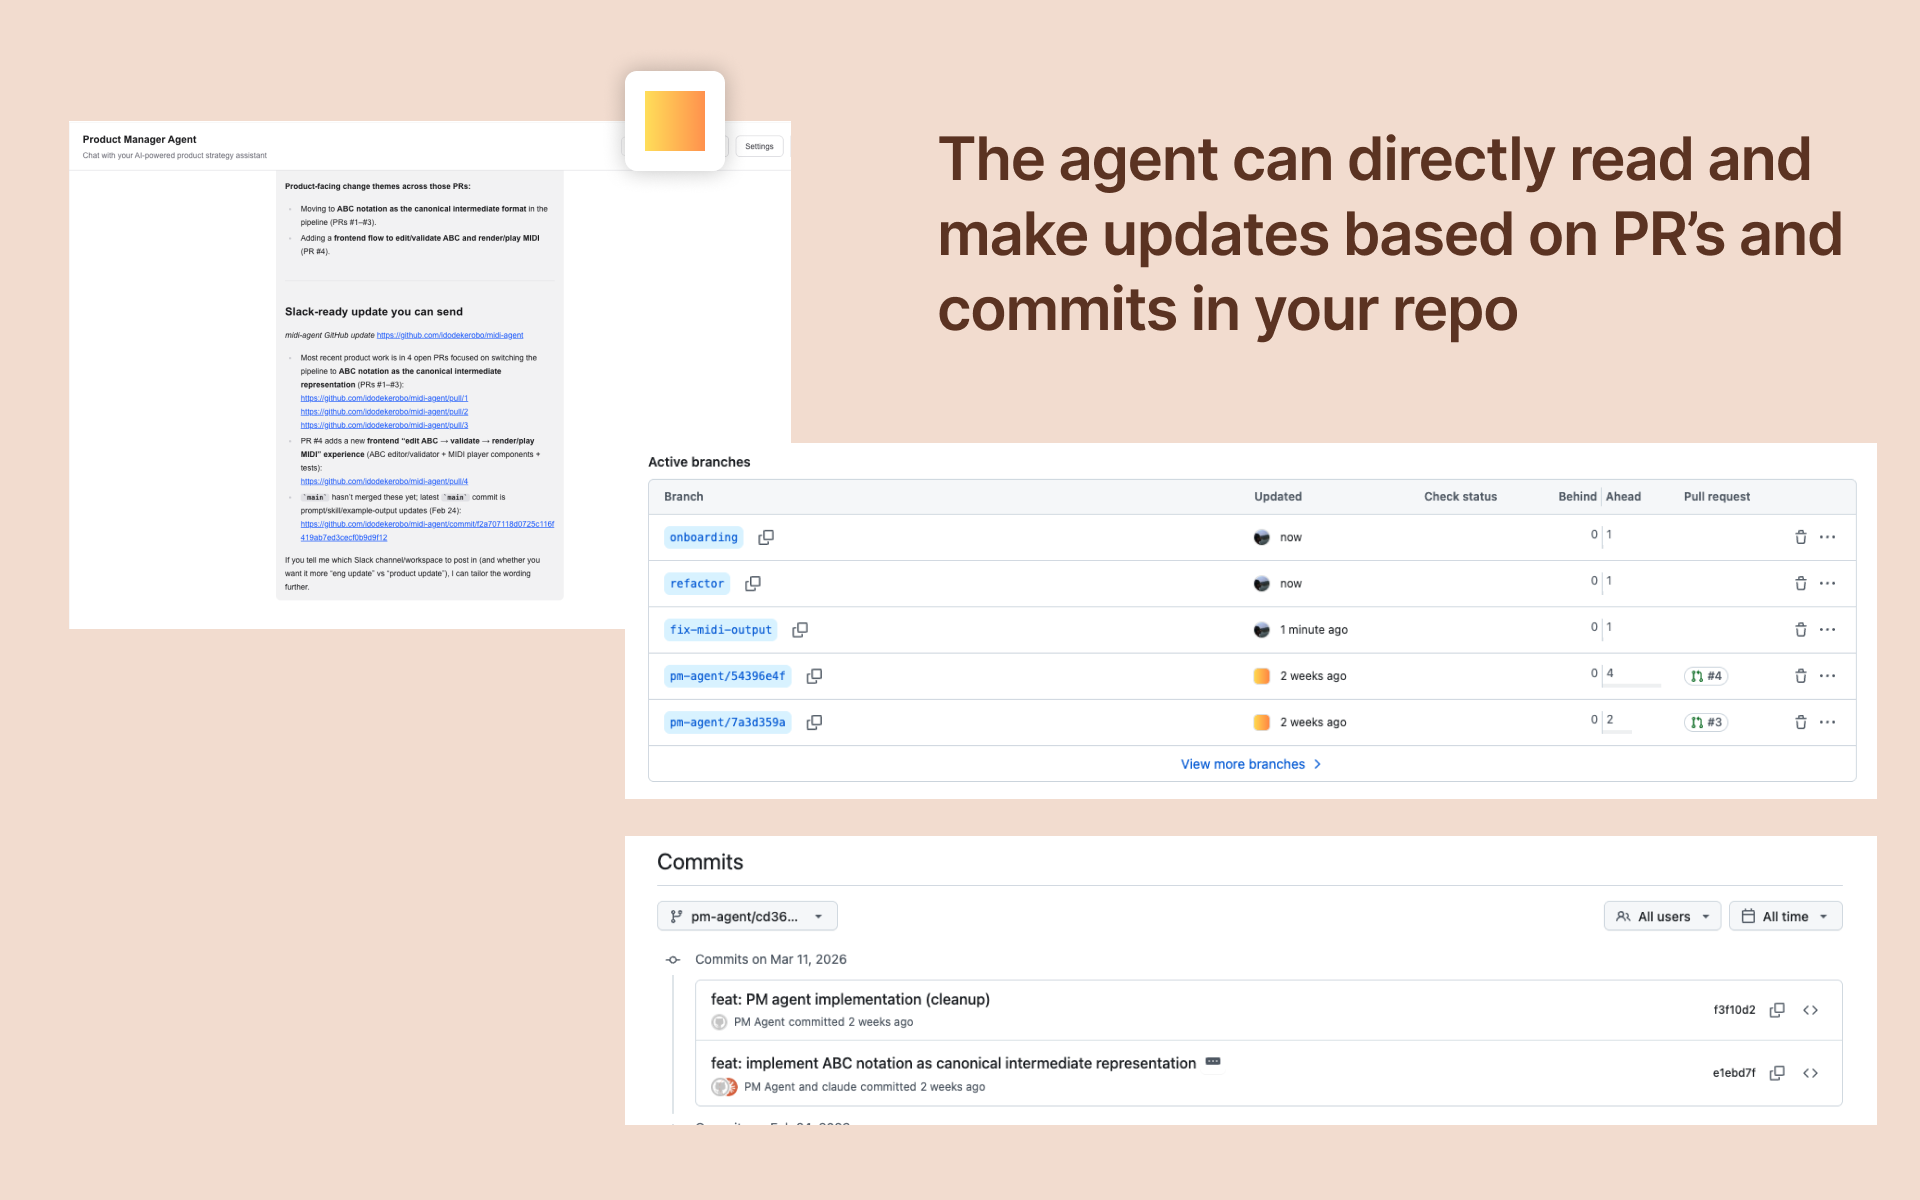 Product Manager Agent
Chat with your AI-powered product strategy assistant
Settings
Product-facing change themes across those PRs:
Moving to ABC notation as the canonical intermediate format in the
pipeline (PRs #1–#3).
Adding a frontend flow to edit/validate ABC and render/play MIDI
(PR #4).
Slack-ready update you can send
midi-agent GitHub update https://github.com/idodekerobo/midi-agent
Most recent product work is in 4 open PRs focused on switching the
pipeline to ABC notation as the canonical intermediate
representation (PRs #1–#3):
https://github.com/idodekerobo/midi-agent/pull/1
https://github.com/idodekerobo/midi-agent/pull/2
https://github.com/idodekerobo/midi-agent/pull/3
PR #4 adds a new frontend “edit ABC → validate → render/play
MIDI” experience (ABC editor/validator + MIDI player components +
tests):
https://github.com/idodekerobo/midi-agent/pull/4
`main` hasn't merged these yet; latest `main` commit is
prompt/skill/example-output updates (Feb 24):
https://github.com/idodekerobo/midi-agent/commit/f2a707118d0725c116f
419ab7ed3cecf0b9d9f12
If you tell me which Slack channel/workspace to post in (and whether you
want it more “eng update” vs “product update”), I can tailor the wording
further.
The agent can directly read and
make updates based on PR’s and
commits in your repo
Active branches
Branch Updated Check status Behind Ahead Pull request
onboarding now 0 1
refactor now 0 1
fix-midi-output 1 minute ago 0 1
pm-agent/54396e4f 2 weeks ago 0 4 #4
pm-agent/7a3d359a 2 weeks ago 0 2 #3
View more branches
Commits
pm-agent/cd36... All users All time
Commits on Mar 11, 2026
feat: PM agent implementation (cleanup)
f3f10d2
PM Agent committed 2 weeks ago
feat: implement ABC notation as canonical intermediate representation
e1ebd7f
PM Agent and claude committed 2 weeks ago